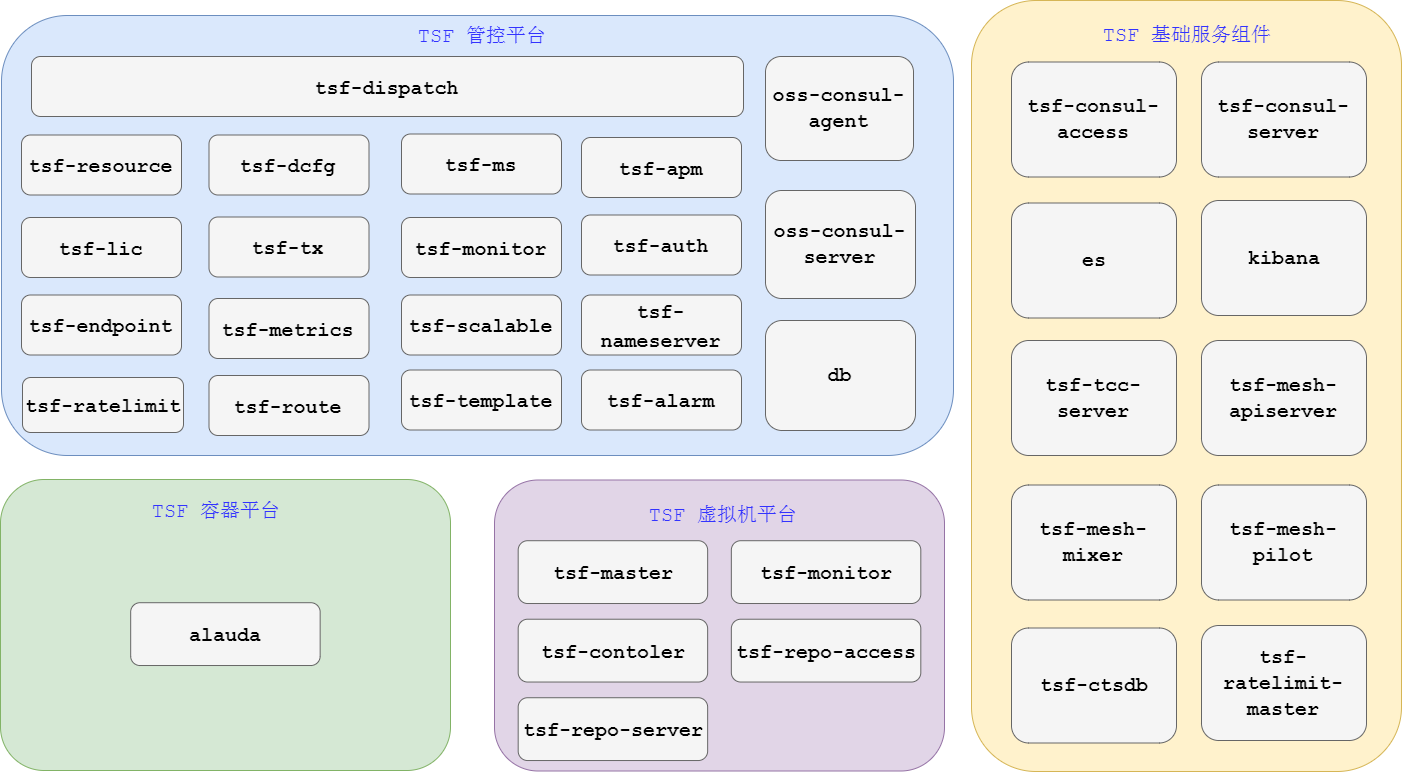 TSF 管控平台
tsf-dispatch
oss-consul-
agent
tsf-resource
tsf-dcfg
tsf-ms
tsf-apm
tsf-lic
tsf-tx
tsf-monitor
tsf-auth
oss-consul-
server
tsf-endpoint
tsf-metrics
tsf-scalable
tsf-
nameserver
db
tsf-ratelimit
tsf-route
tsf-template
tsf-alarm
TSF 基础服务组件
tsf-consul-
access
tsf-consul-
server
es
kibana
tsf-tcc-
server
tsf-mesh-
apiserver
tsf-mesh-
mixer
tsf-mesh-
pilot
tsf-ctsdb
tsf-
ratelimit-
master
TSF 容器平台
alauda
TSF 虚拟机平台
tsf-master
tsf-monitor
tsf-contoler
tsf-repo-access
tsf-repo-server